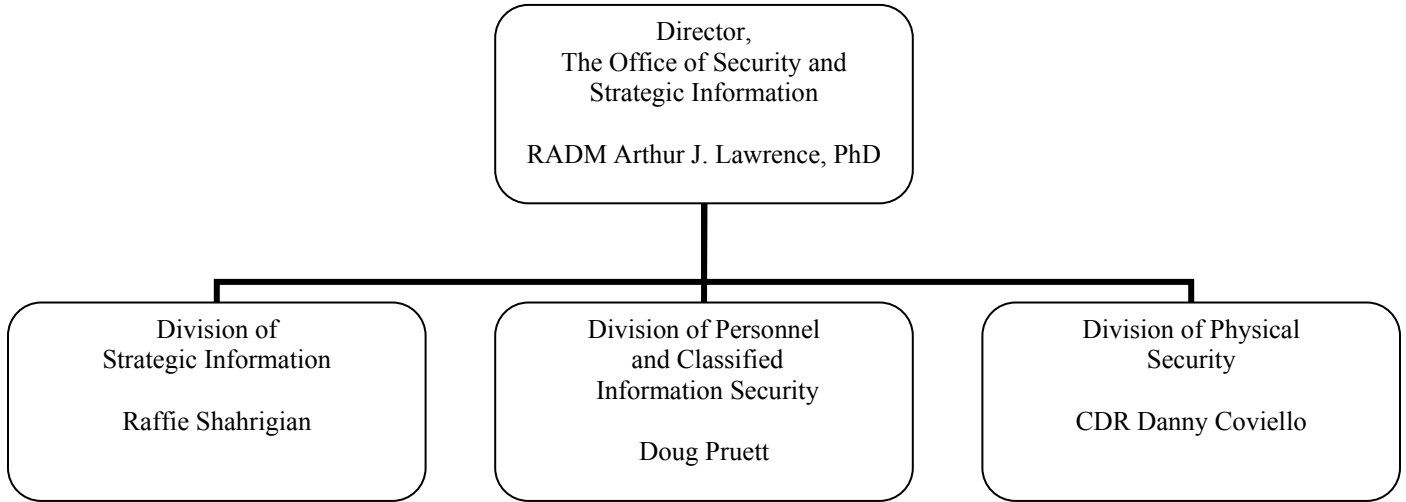 Director,
The Office of Security and
Strategic Information
RADM Arthur J. Lawrence, PhD
Division of
Strategic Information
Raffie Shahrigian
Division of Personnel
and Classified
Information Security
Doug Pruett
Division of Physical
Security
CDR Danny Coviello